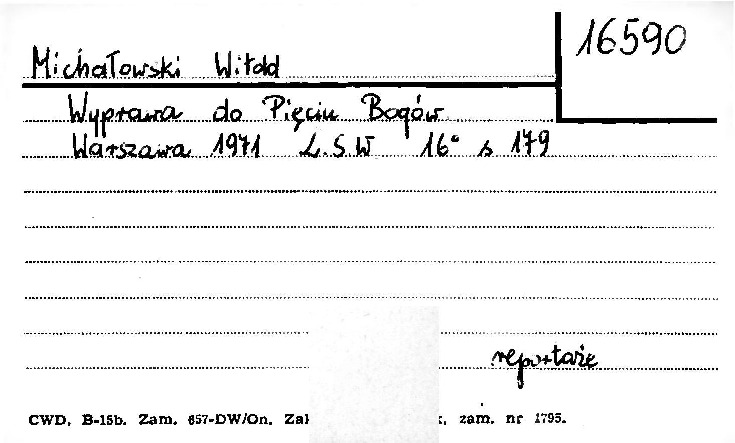 16590
Michałowski Witold
Wyprawa do Pięciu Bogów
Warszawa 1971 L.S.W 16° s 179
reportaże
CWD, B-15b. Zam. 657-DW/On. Zak , zam. nr 1795.